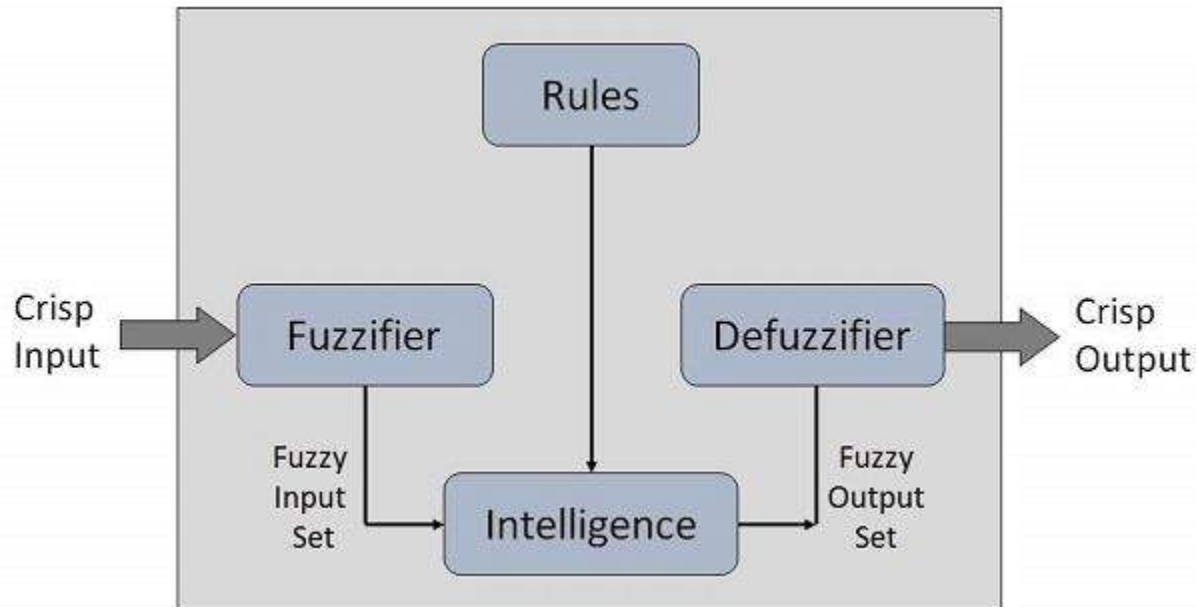 Rules
Crisp
Input
Fuzzifier
Defuzzifier
Crisp
Output
Fuzzy
Input
Set
Intelligence
Fuzzy
Output
Set